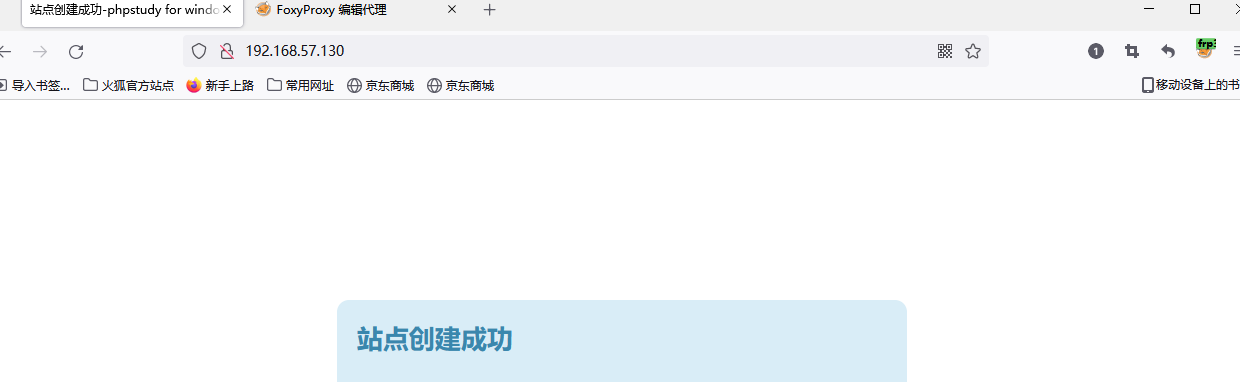 站点创建成功-phpstudy for windo
FoxyProxy 编辑代理
192.168.57.130
1
frp
导入书签...
火狐官方站点
新手上路
常用网址
京东商城
京东商城
移动设备上的书
站点创建成功